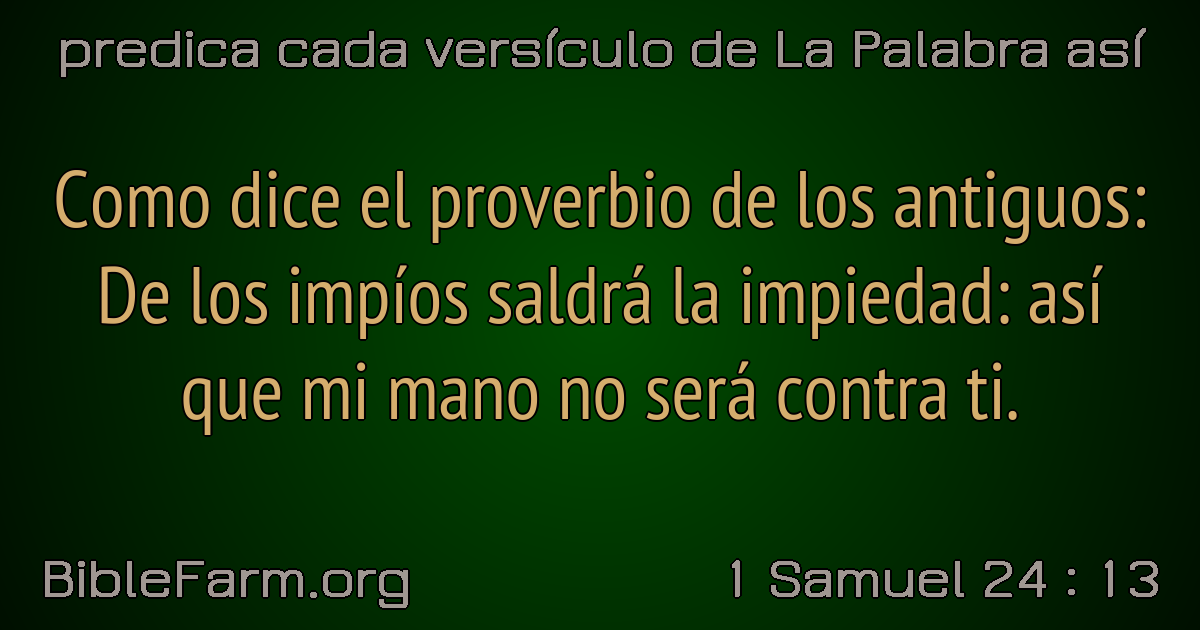 predica cada versículo de La Palabra así
Como dice el proverbio de los antiguos:
De los impíos saldrá la impiedad: así
que mi mano no será contra ti.
BibleFarm.org
1 Samuel 24 : 13